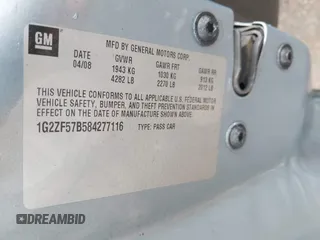 GM
MFD BY GENERAL MOTORS CORP.
DATE GVWR GAWR FRT GAWR RR
04/08 1943 KG 1030 KG 913 KG
4282 LB 2270 LB 2012 LB
THIS VEHICLE CONFORMS TO ALL APPLICABLE U.S. FEDERAL MOTOR
VEHICLE SAFETY, BUMPER, AND THEFT PREVENTION STANDARDS IN
EFFECT ON THE DATE OF MANUFACTURE SHOWN ABOVE.
1G2ZF57B584277116 TYPE: PASS CAR
DREAMBID